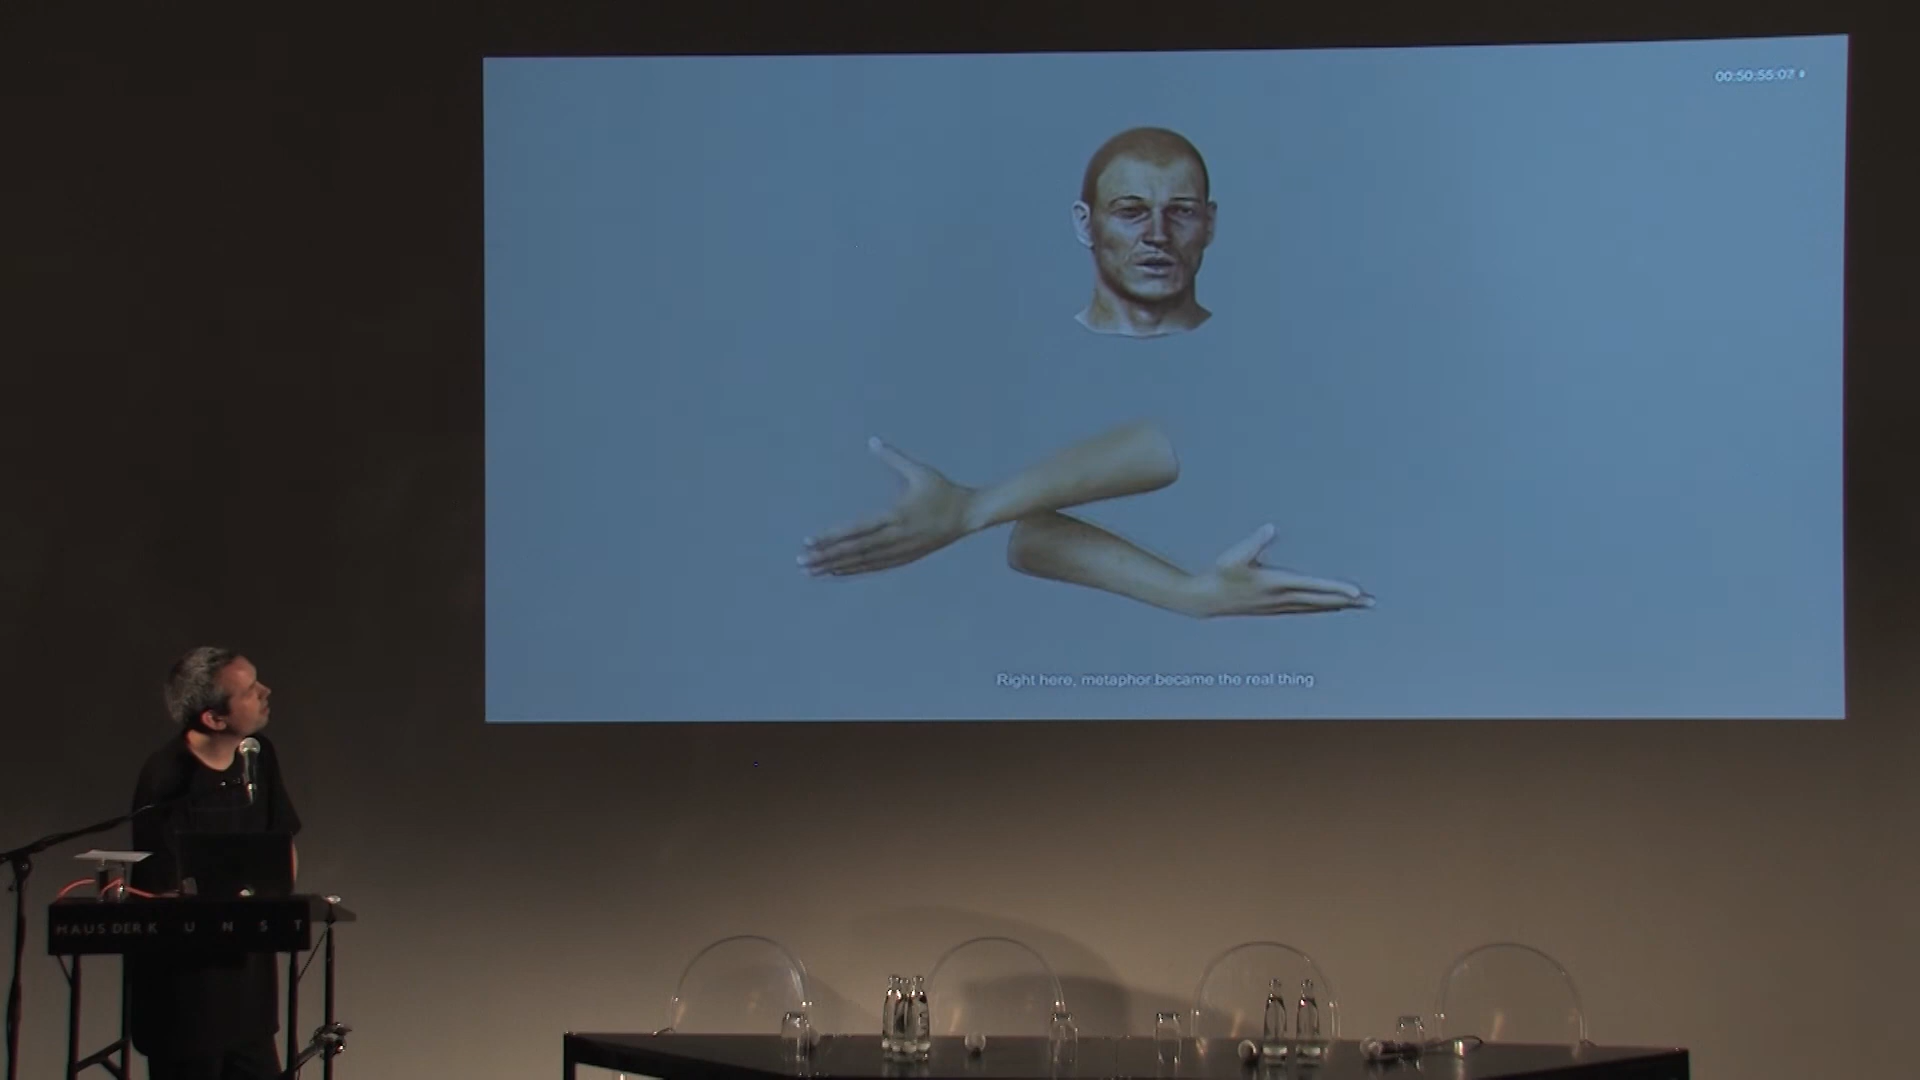 00:50:55:07
Right here, metaphor became the real thing
HAUS DER K U N S T